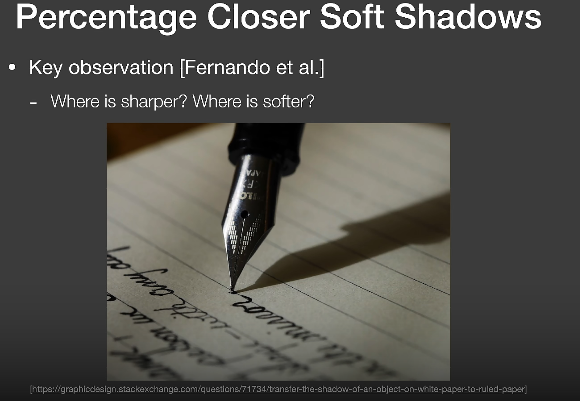 Percentage Closer Soft Shadows
• Key observation [Fernando et al.]
– Where is sharper? Where is softer?
[https://graphicdesign.stackexchange.com/questions/71734/transfer-the-shadow-of-an-object-on-white-paper-to-ruled-paper]